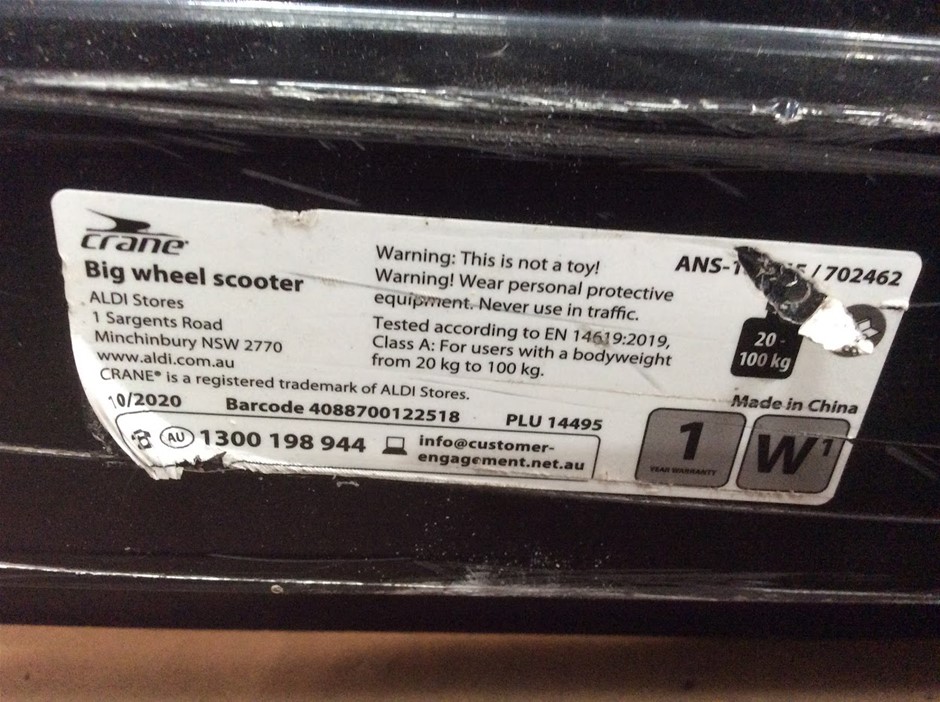 crane
Big wheel scooter
ALDI Stores
1 Sargents Road
Minchinbury NSW 2770
www.aldi.com.au
CRANE® is a registered trademark of ALDI Stores.
10/2020 Barcode 4088700122518 PLU 14495
AU 1300 198 944
info@customer-
engagement.net.au
Warning: This is not a toy!
Warning! Wear personal protective
equipment. Never use in traffic.
Tested according to EN 14619:2019,
Class A: For users with a bodyweight
from 20 kg to 100 kg.
/ 702462
20 -
100 kg
Made in China
1
YEAR WARRANTY
W1